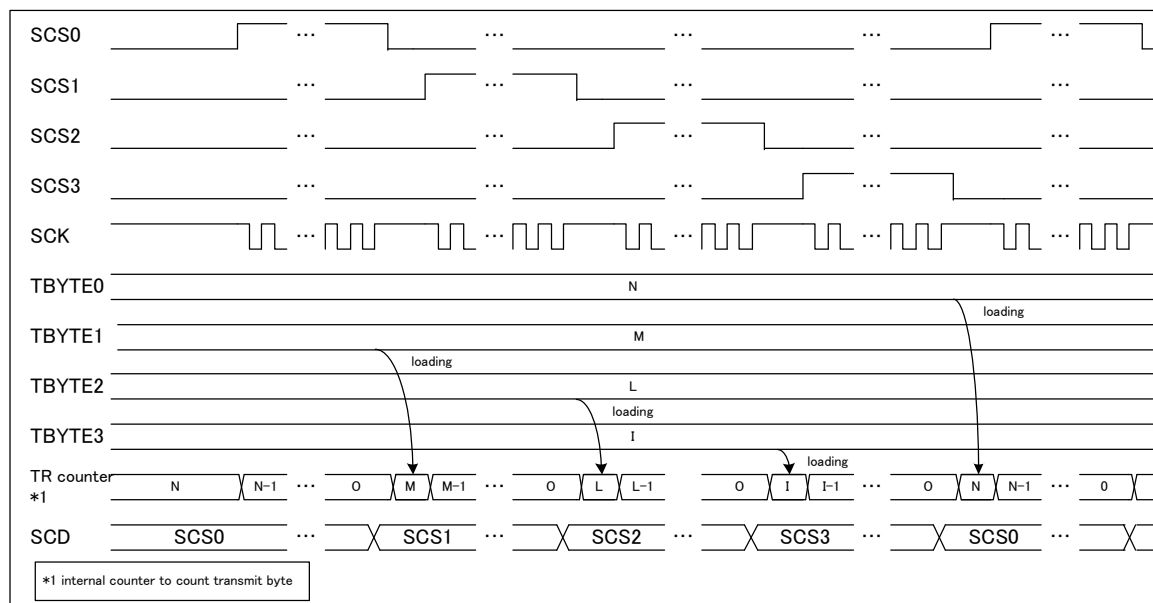 SCS0 ... ... ... ... ...
SCS1 ... ... ... ... ...
SCS2 ... ... ... ... ...
SCS3 ... ... ... ... ...
SCK ... ... ... ... ...
TBYTE0 N
loading
TBYTE1 M
loading
TBYTE2 L
loading
TBYTE3 I
loading
TR counter *1 N N-1 ... O M M-1 ... O L L-1 ... O I I-1 ... O N N-1 ... 0
SCD SCS0 ... SCS1 ... SCS2 ... SCS3 ... SCS0 ...
*1 internal counter to count transmit byte